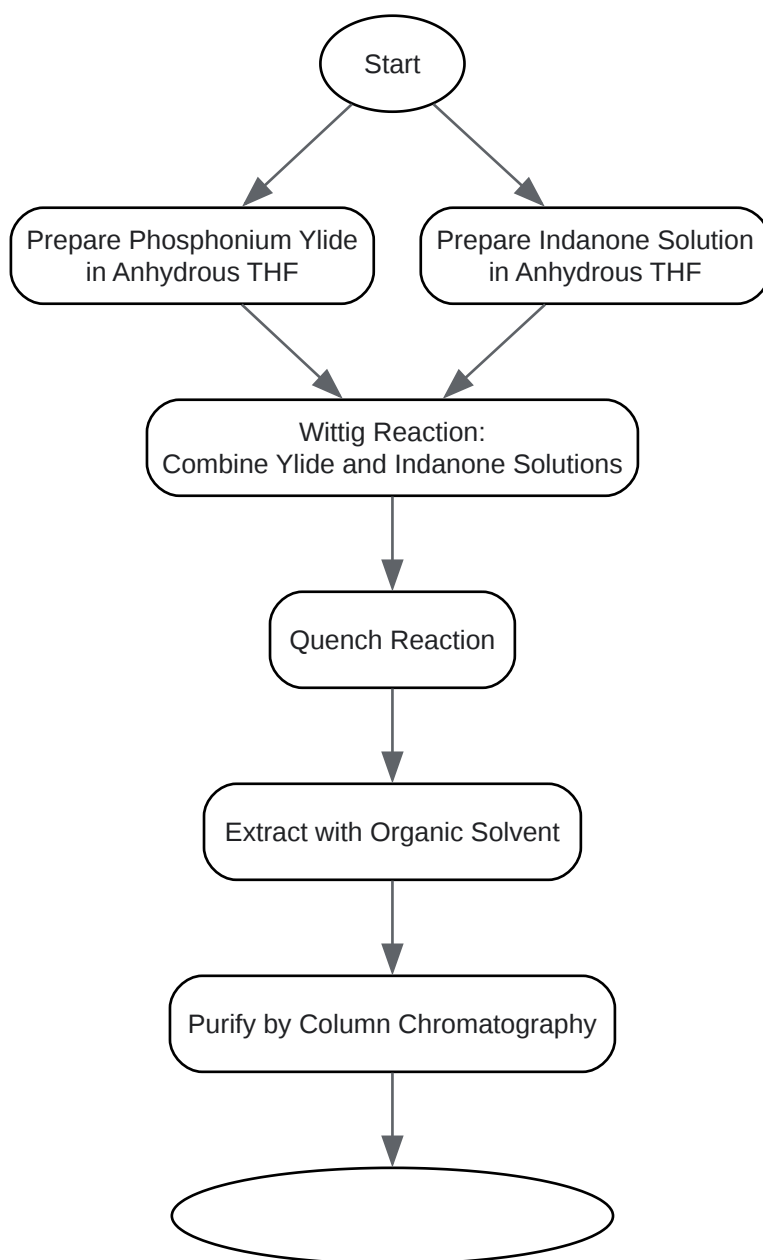 Start
Prepare Phosphonium Ylide
in Anhydrous THF
Prepare Indanone Solution
in Anhydrous THF
Wittig Reaction:
Combine Ylide and Indanone Solutions
Quench Reaction
Extract with Organic Solvent
Purify by Column Chromatography